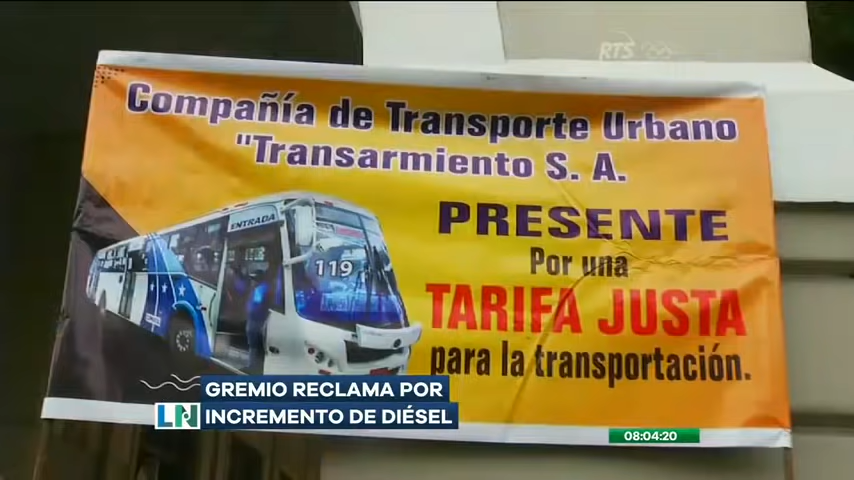 RTS
Compañía de Transporte Urbano
"Transarmiento S. A.
PRESENTE
ENTRADA
Por una
119
TARIFA JUSTA
para la transportación.
GREMIO RECLAMA POR
LN
INCREMENTO DE DIÉSEL
08:04:20